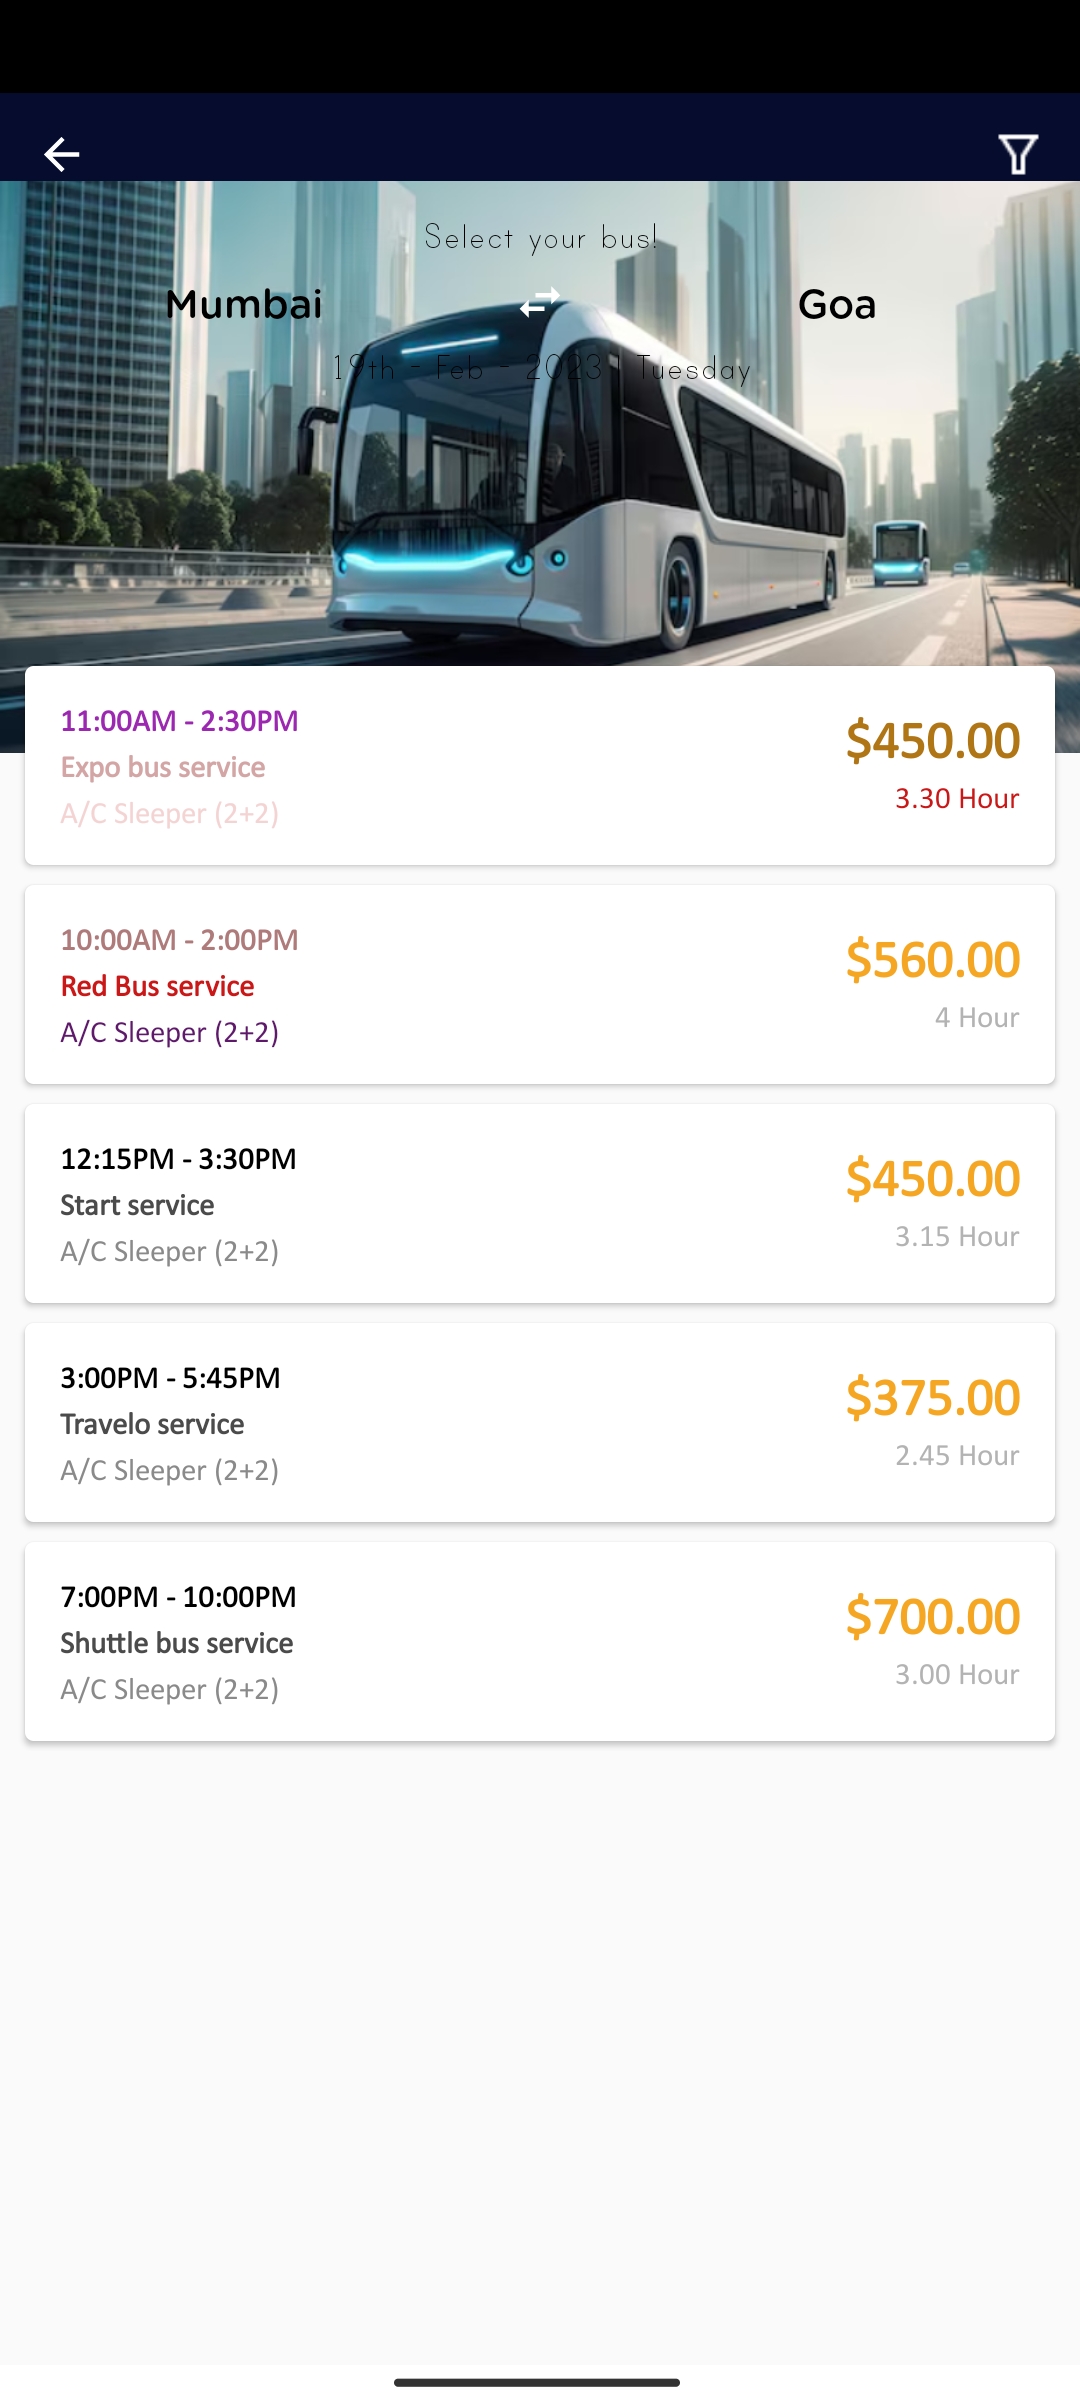 Select your bus!
Mumbai Goa
19th - Feb - 2023 | Tuesday
11:00AM - 2:30PM
Expo bus service
A/C Sleeper (2+2)
$450.00
3.30 Hour
10:00AM - 2:00PM
Red Bus service
A/C Sleeper (2+2)
$560.00
4 Hour
12:15PM - 3:30PM
Start service
A/C Sleeper (2+2)
$450.00
3.15 Hour
3:00PM - 5:45PM
Travelo service
A/C Sleeper (2+2)
$375.00
2.45 Hour
7:00PM - 10:00PM
Shuttle bus service
A/C Sleeper (2+2)
$700.00
3.00 Hour